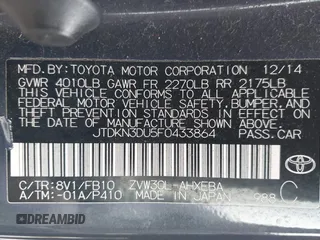 MFD.BY:TOYOTA MOTOR CORPORATION 12/14
GVWR 4010LB GAWR FR 2270LB RR 2175LB
THIS VEHICLE CONFORMS TO ALL APPLICABLE
FEDERAL MOTOR VEHICLE SAFETY, BUMPER,
AND THEFT PREVENTION STANDARDS IN
EFFECT ON THE DATE OF MANUFACTURE
SHOWN ABOVE.
JTDKN3DU5F0433864 PASS.CAR
C/TR:8V1/FB10 ZVW30L-AHXEBA
A/TM:-01A/P410 MADE IN JAPAN 988 C
TOYOTA
DREAMBID